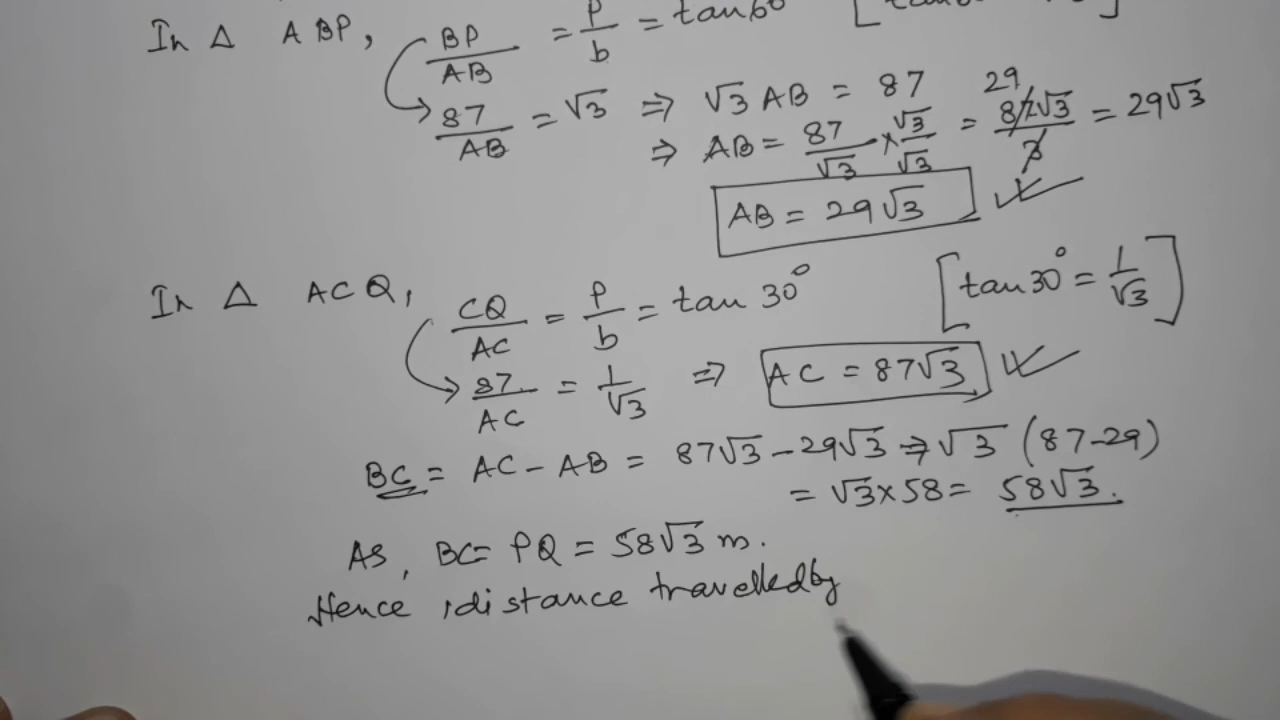 In Δ ABP, BP/AB = P/b = tan60°
87/AB = √3 ⇒ √3 AB = 87
⇒ AB = 87/√3 × √3/√3 = 87√3/3 = 29√3
29
AB = 29√3
In Δ ACQ, CQ/AC = P/b = tan 30° [tan30° = 1/√3]
87/AC = 1/√3 ⇒ AC = 87√3
BC = AC - AB = 87√3 - 29√3 ⇒ √3 (87-29)
= √3 × 58 = 58√3.
As, BC = PQ = 58√3 m.
Hence, distance travelled by